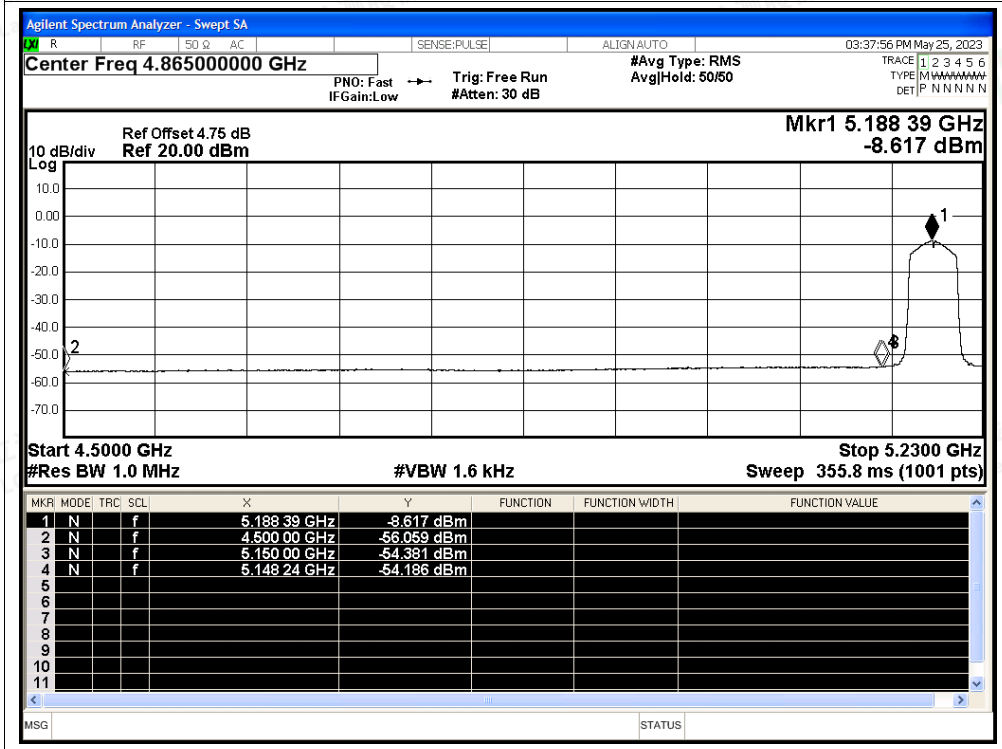 Agilent Spectrum Analyzer - Swept SA
LXI R RF 50 Ω AC SENSE:PULSE ALIGN AUTO 03:37:56 PM May 25, 2023
Center Freq 4.865000000 GHz
PNO: Fast
IFGain:Low
Trig: Free Run
#Atten: 30 dB
#Avg Type: RMS
Avg|Hold: 50/50
TRACE 1 2 3 4 5 6
TYPE M WWWWW
DET P N N N N N
Mkr1 5.188 39 GHz
-8.617 dBm
Ref Offset 4.75 dB
10 dB/div Ref 20.00 dBm
Log
10.0
0.00
-10.0
-20.0
-30.0
-40.0
-50.0
-60.0
-70.0
1
2
4
Start 4.5000 GHz Stop 5.2300 GHz
#Res BW 1.0 MHz #VBW 1.6 kHz Sweep 355.8 ms (1001 pts)
MKR MODE TRC SCL X Y FUNCTION FUNCTION WIDTH FUNCTION VALUE
1 N f 5.188 39 GHz -8.617 dBm
2 N f 4.500 00 GHz -56.059 dBm
3 N f 5.150 00 GHz -54.381 dBm
4 N f 5.148 24 GHz -54.186 dBm
5
6
7
8
9
10
11
MSG STATUS